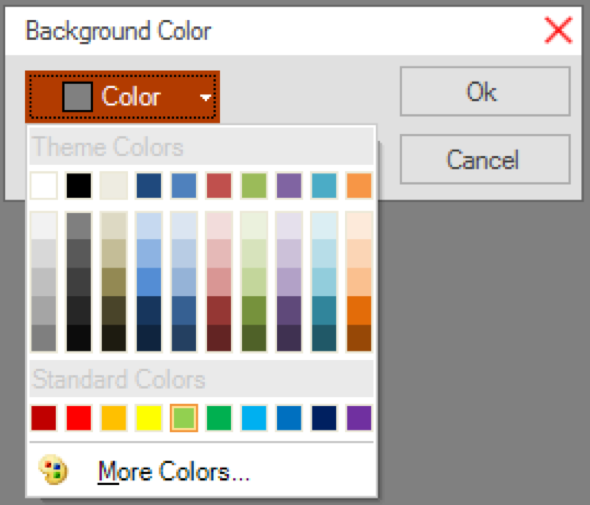 Background Color
Color
Ok
Cancel
Theme Colors
Standard Colors
More Colors...